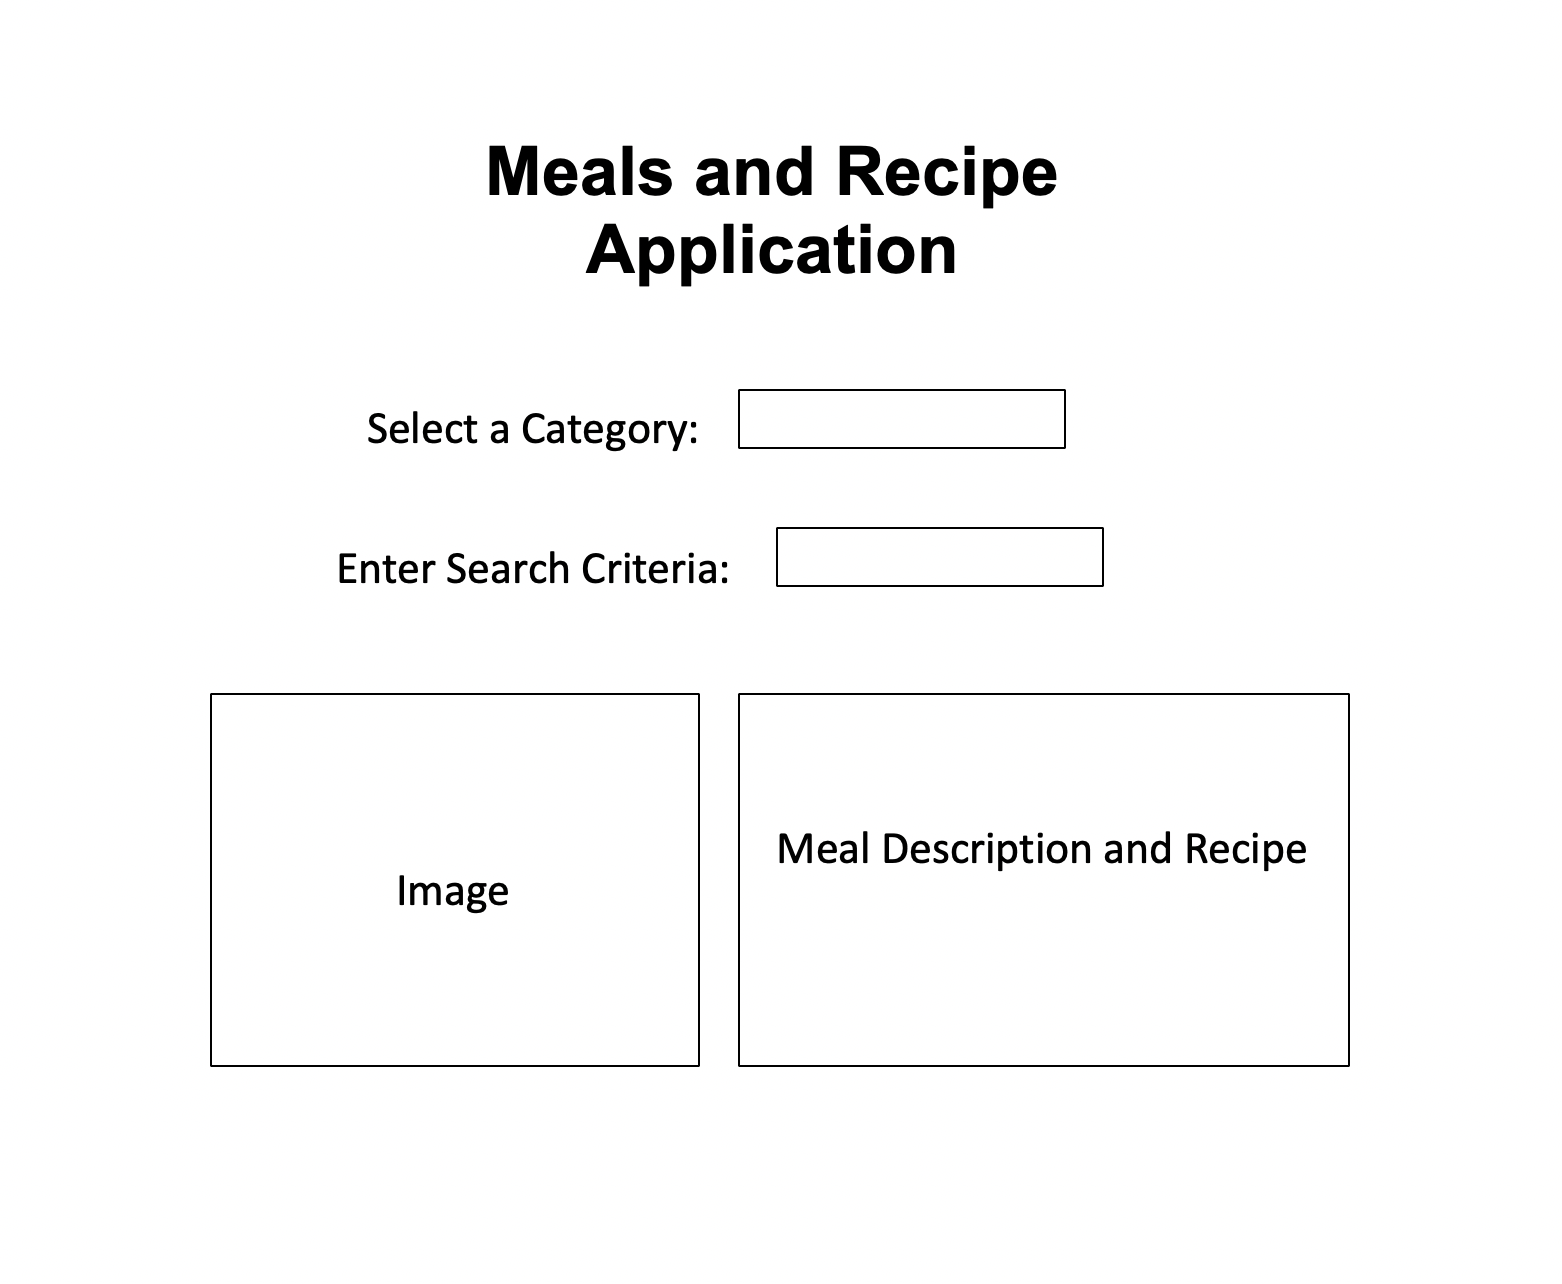 Meals and Recipe
Application
Select a Category:
Enter Search Criteria:
Image
Meal Description and Recipe